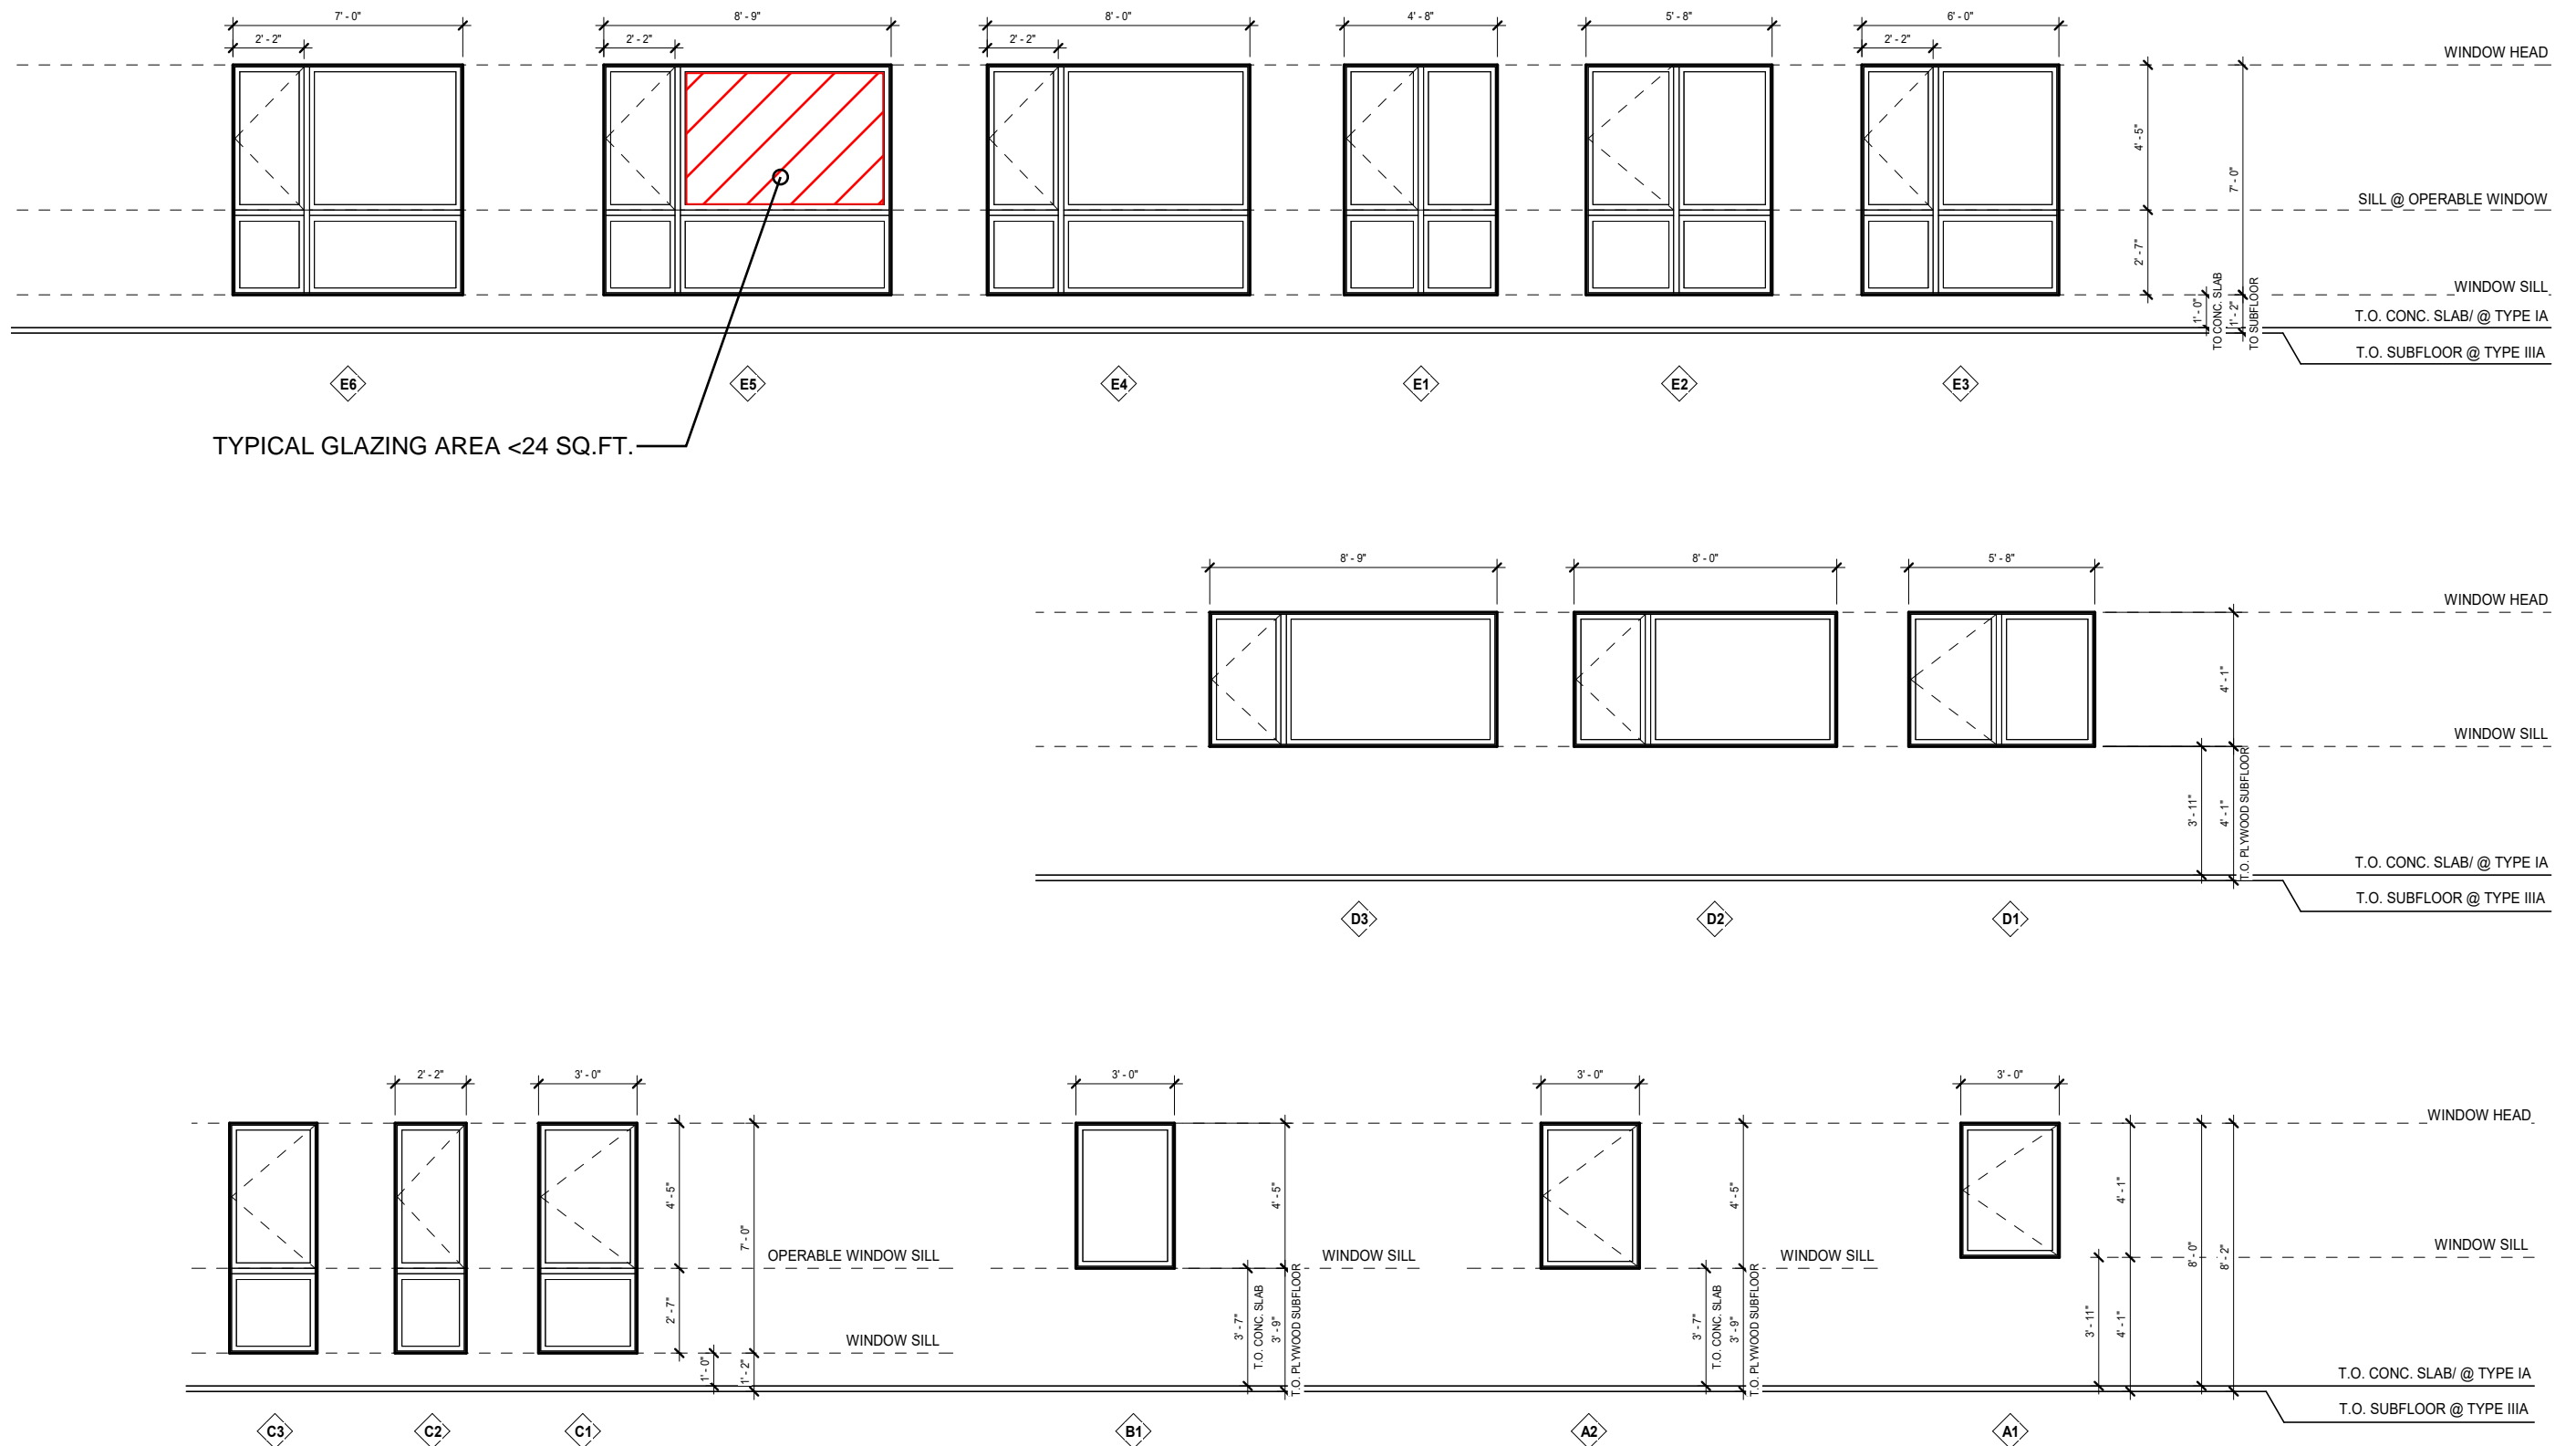 7' - 0"
8' - 9"
8' - 0"
4' - 8"
5' - 8"
6' - 0"
2' - 2"
2' - 2"
2' - 2"
2' - 2"
WINDOW HEAD
4' - 5"
7' - 0"
SILL @ OPERABLE WINDOW
2' - 7"
WINDOW SILL
1' - 0"
TO CONC. SLAB
1' - 2"
TO SUBFLOOR
T.O. CONC. SLAB/ @ TYPE IA
T.O. SUBFLOOR @ TYPE IIIA
E6
E5
E4
E1
E2
E3
TYPICAL GLAZING AREA <24 SQ.FT.
8' - 9"
8' - 0"
5' - 8"
WINDOW HEAD
4' - 1"
WINDOW SILL
3' - 11"
4' - 1"
T.O. PLYWOOD SUBFLOOR
T.O. CONC. SLAB/ @ TYPE IA
T.O. SUBFLOOR @ TYPE IIIA
D3
D2
D1
2' - 2"
3' - 0"
3' - 0"
3' - 0"
3' - 0"
WINDOW HEAD
4' - 5"
7' - 0"
4' - 5"
4' - 5"
4' - 1"
8' - 0"
8' - 2"
OPERABLE WINDOW SILL
WINDOW SILL
WINDOW SILL
WINDOW SILL
2' - 7"
WINDOW SILL
1' - 0"
1' - 2"
3' - 7"
T.O. CONC. SLAB
3' - 9"
T.O. PLYWOOD SUBFLOOR
3' - 7"
T.O. CONC. SLAB
3' - 9"
T.O. PLYWOOD SUBFLOOR
3' - 11"
4' - 1"
T.O. CONC. SLAB/ @ TYPE IA
T.O. SUBFLOOR @ TYPE IIIA
C3
C2
C1
B1
A2
A1